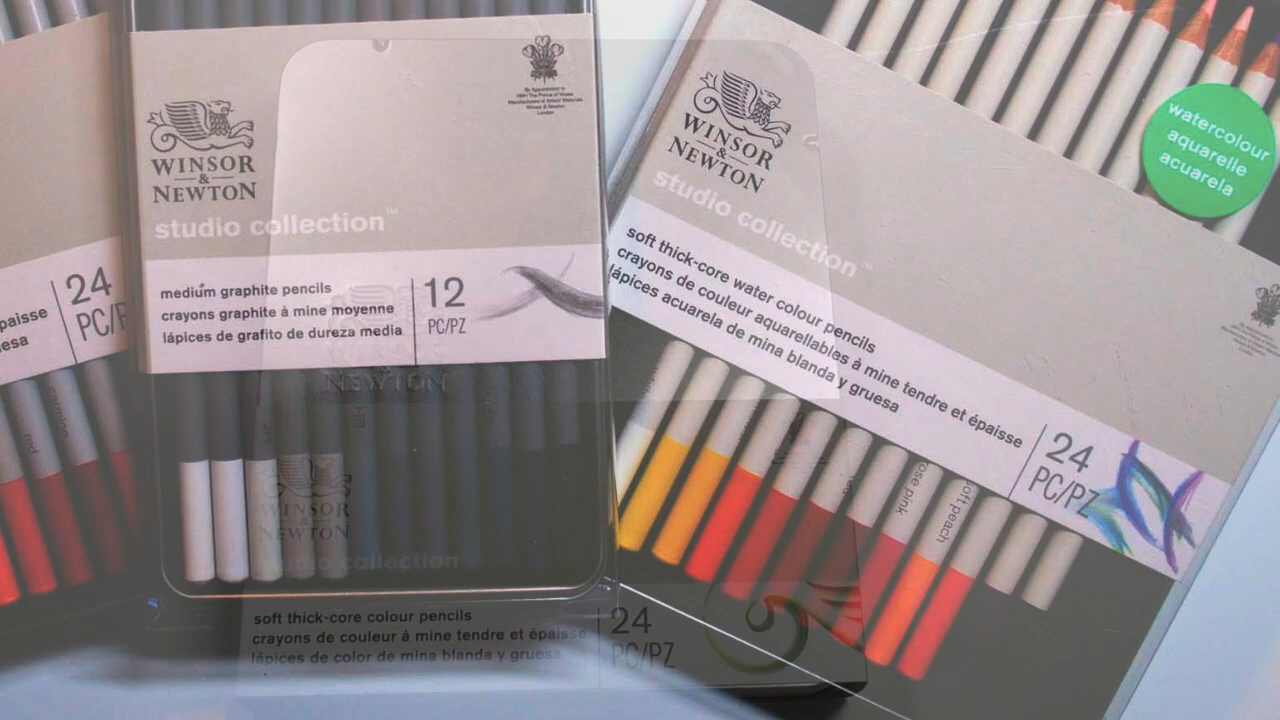 WINSOR
&
NEWTON
studio collection™
medium graphite pencils
crayons graphite à mine moyenne
lápices de grafito de dureza media
12
PC/PZ
By Appointment to
HRH The Prince of Wales
Manufacturers of Artists' Materials
Winsor & Newton
London
24
PC/P
paisse
esa
red
WINSOR
&
NEWTON
studio collection™
soft thick-core water colour pencils
crayons de couleur aquarellables à mine tendre et épaisse
lápices acuarela de mina blanda y gruesa
24
PC/PZ
watercolour
aquarelle
acuarela
rose pink
soft peach
HB
NEWTON
WINSOR
&
NEWTON
studio collection
soft thick-core colour pencils
crayons de couleur à mine tendre et épaisse
lápices de color de mina blanda y gruesa
24
PC/PZ